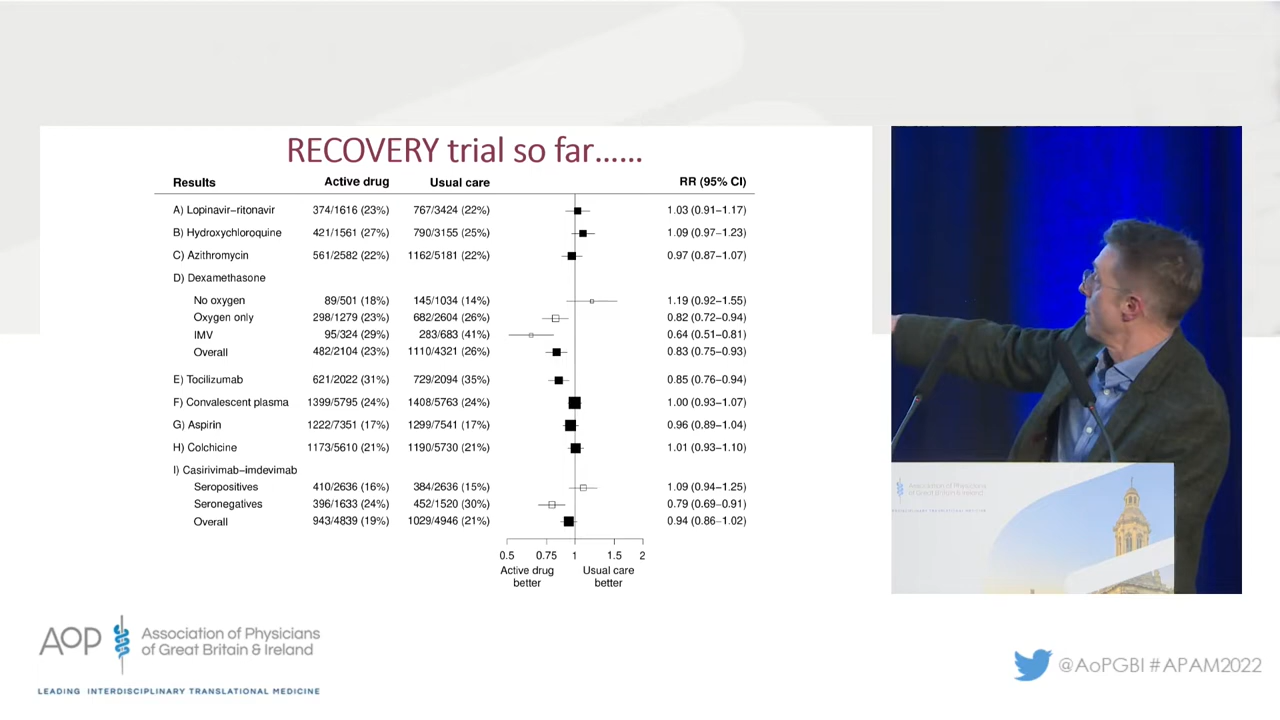 RECOVERY trial so far......
Results Active drug Usual care RR (95% CI)
A) Lopinavir–ritonavir 374/1616 (23%) 767/3424 (22%) 1.03 (0.91–1.17)
B) Hydroxychloroquine 421/1561 (27%) 790/3155 (25%) 1.09 (0.97–1.23)
C) Azithromycin 561/2582 (22%) 1162/5181 (22%) 0.97 (0.87–1.07)
D) Dexamethasone
No oxygen 89/501 (18%) 145/1034 (14%) 1.19 (0.92–1.55)
Oxygen only 298/1279 (23%) 682/2604 (26%) 0.82 (0.72–0.94)
IMV 95/324 (29%) 283/683 (41%) 0.64 (0.51–0.81)
Overall 482/2104 (23%) 1110/4321 (26%) 0.83 (0.75–0.93)
E) Tocilizumab 621/2022 (31%) 729/2094 (35%) 0.85 (0.76–0.94)
F) Convalescent plasma 1399/5795 (24%) 1408/5763 (24%) 1.00 (0.93–1.07)
G) Aspirin 1222/7351 (17%) 1299/7541 (17%) 0.96 (0.89–1.04)
H) Colchicine 1173/5610 (21%) 1190/5730 (21%) 1.01 (0.93–1.10)
I) Casirivimab–imdevimab
Seropositives 410/2636 (16%) 384/2636 (15%) 1.09 (0.94–1.25)
Seronegatives 396/1633 (24%) 452/1520 (30%) 0.79 (0.69–0.91)
Overall 943/4839 (19%) 1029/4946 (21%) 0.94 (0.86–1.02)
0.5 0.75 1 1.5 2
Active drug Usual care
better better
Association of Physicians
of Great Britain & Ireland
AOP Association of Physicians
of Great Britain & Ireland
LEADING INTERDISCIPLINARY TRANSLATIONAL MEDICINE
@AoPGBI #APAM2022